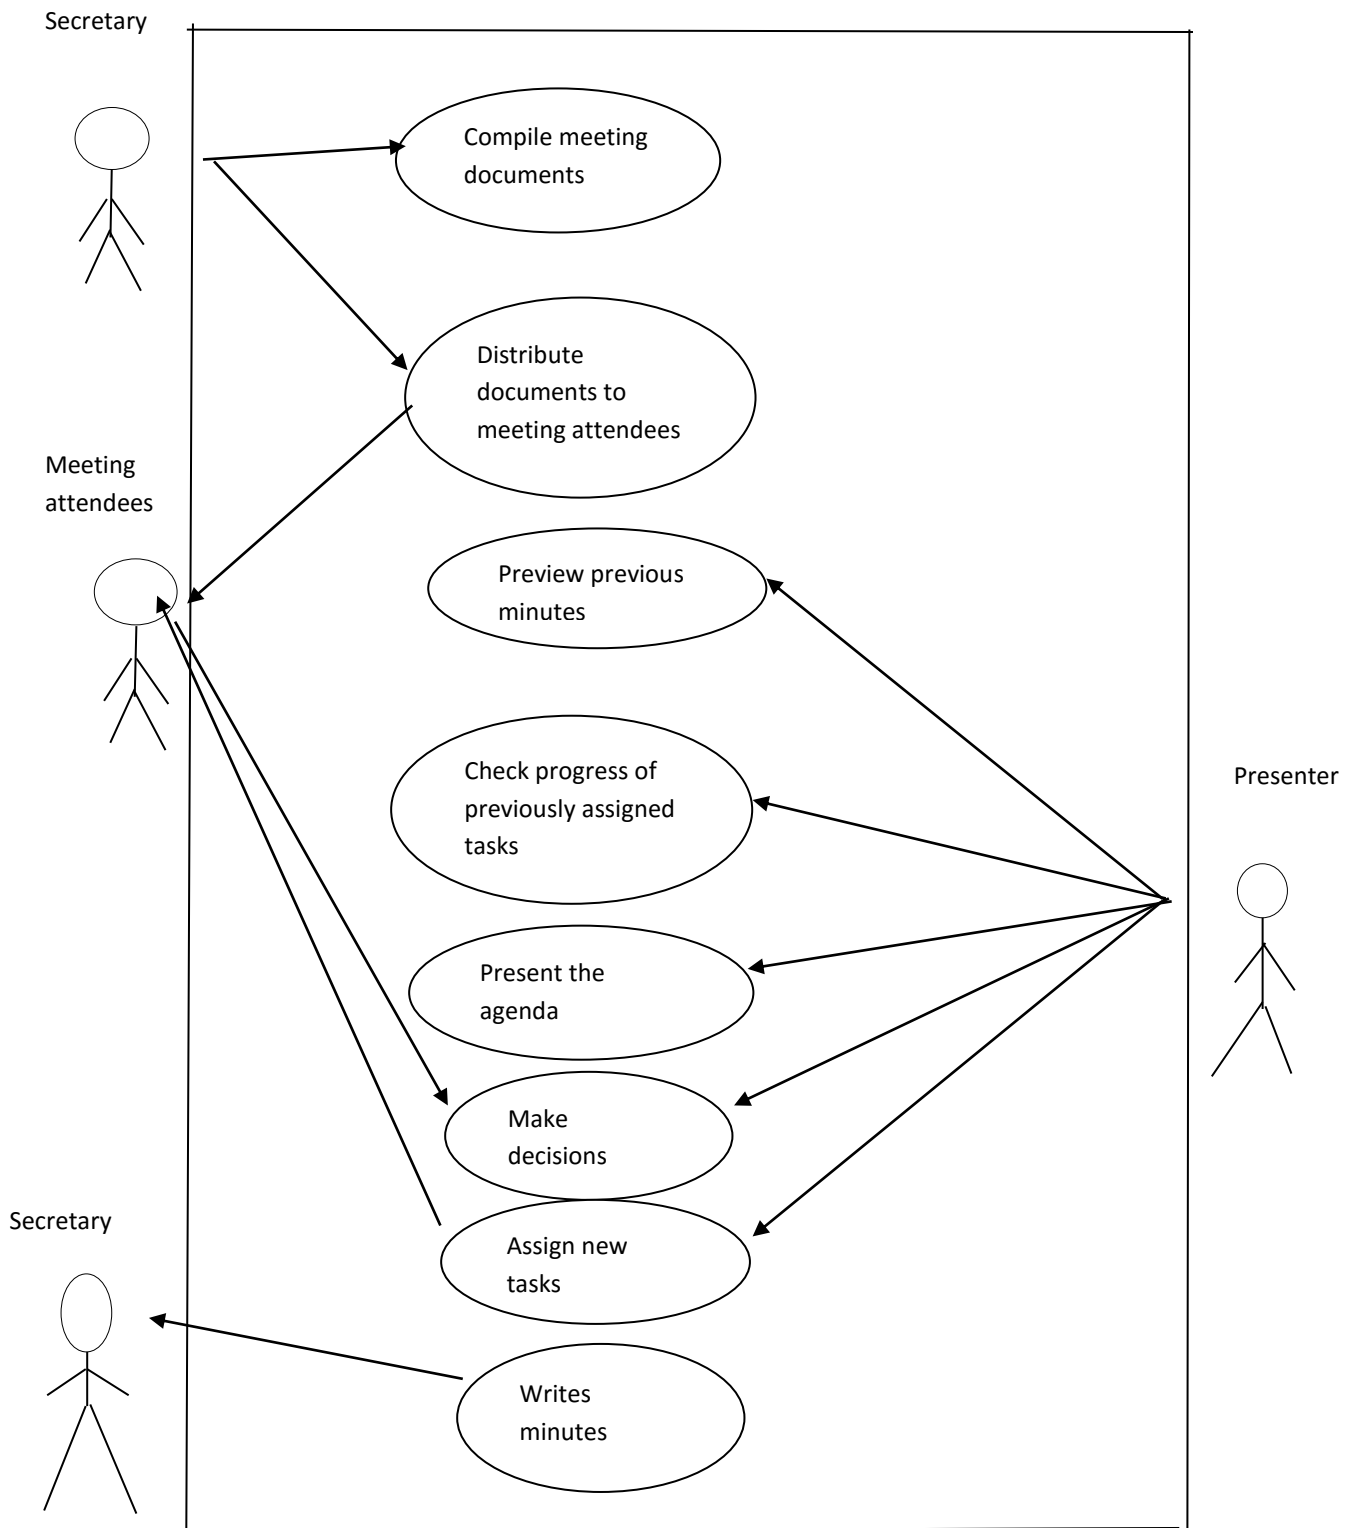 Secretary
Compile meeting
documents
Distribute
documents to
meeting attendees
Meeting
attendees
Preview previous
minutes
Check progress of
previously assigned
tasks
Presenter
Present the
agenda
Make
decisions
Secretary
Assign new
tasks
Writes
minutes